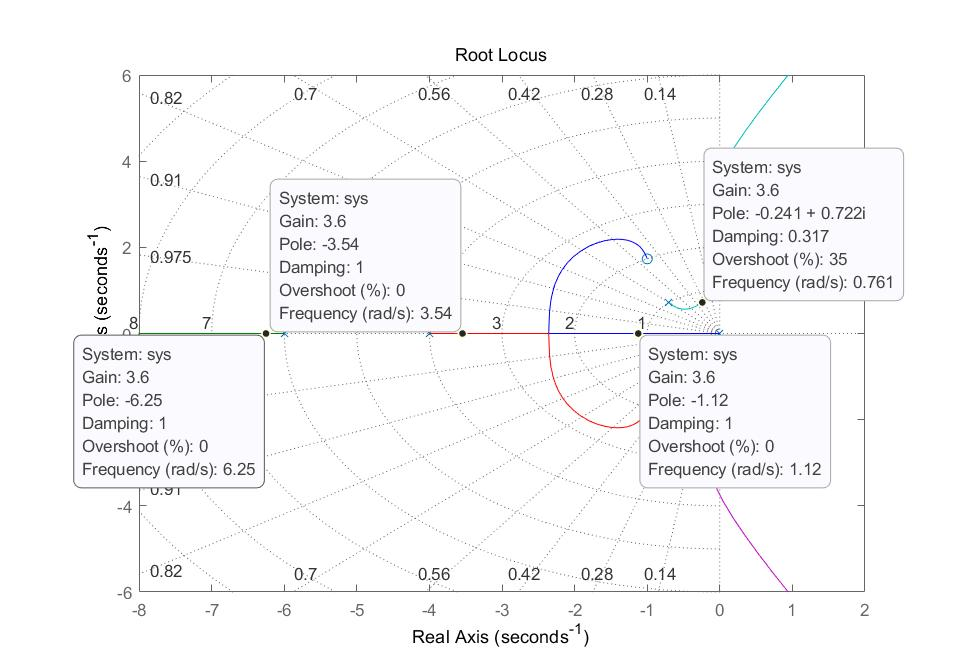 Root Locus
6
4
2
0
-4
-6
-8
-7
-6
-5
-4
-3
-2
-1
0
1
2
0.82
0.7
0.56
0.42
0.28
0.14
0.91
0.975
8
7
3
2
1
0.91
0.82
0.7
0.56
0.42
0.28
0.14
System: sys
Gain: 3.6
Pole: -3.54
Damping: 1
Overshoot (%): 0
Frequency (rad/s): 3.54
System: sys
Gain: 3.6
Pole: -0.241 + 0.722i
Damping: 0.317
Overshoot (%): 35
Frequency (rad/s): 0.761
System: sys
Gain: 3.6
Pole: -6.25
Damping: 1
Overshoot (%): 0
Frequency (rad/s): 6.25
System: sys
Gain: 3.6
Pole: -1.12
Damping: 1
Overshoot (%): 0
Frequency (rad/s): 1.12
s (seconds⁻¹)
Real Axis (seconds⁻¹)